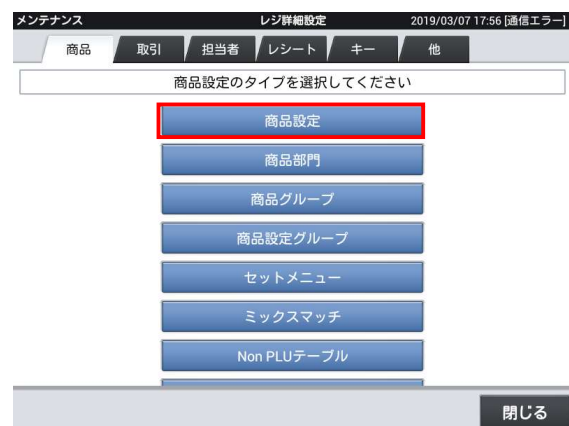 メンテナンス レジ詳細設定 2019/03/07 17:56 [通信エラー]
商品 取引 担当者 レシート キー 他
商品設定のタイプを選択してください
商品設定
商品部門
商品グループ
商品設定グループ
セットメニュー
ミックスマッチ
Non PLUテーブル
閉じる